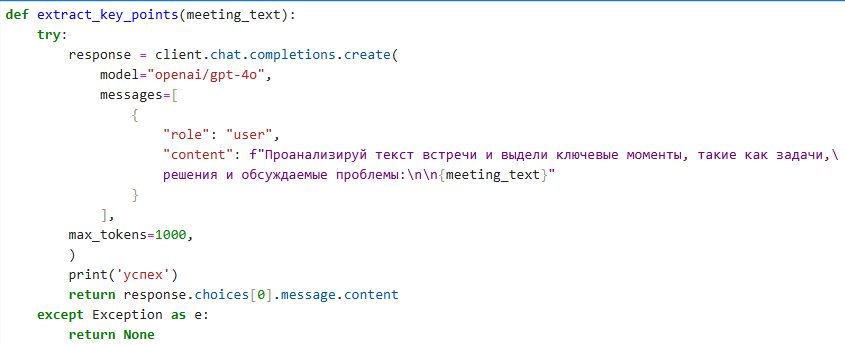 def extract_key_points(meeting_text):
    try:
        response = client.chat.completions.create(
            model="openai/gpt-4o",
            messages=[
                {
                    "role": "user",
                    "content": f"Проанализируй текст встречи и выдели ключевые моменты, такие как задачи,\
                    решения и обсуждаемые проблемы:\n\n{meeting_text}"
                }
            ],
        max_tokens=1000,
        )
        print('успех')
        return response.choices[0].message.content
    except Exception as e:
        return None